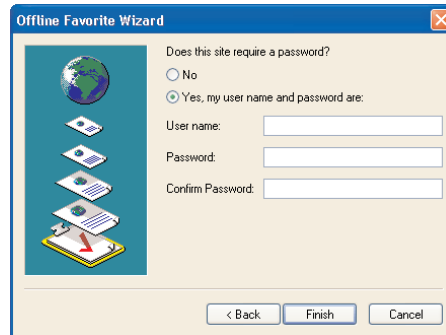 Offline Favorite Wizard
Does this site require a password?
No
Yes, my user name and password are:
User name:
Password:
Confirm Password:
< Back
Finish
Cancel